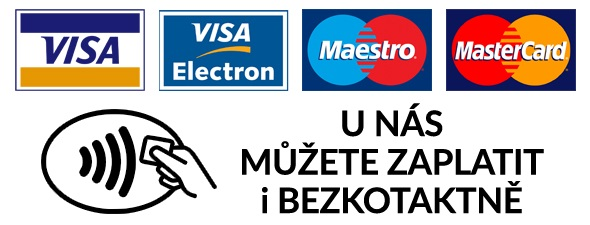 VISA
VISA
Electron
Maestro
MasterCard
U NÁS
MŮŽETE ZAPLATIT
i BEZKOTAKTNĚ